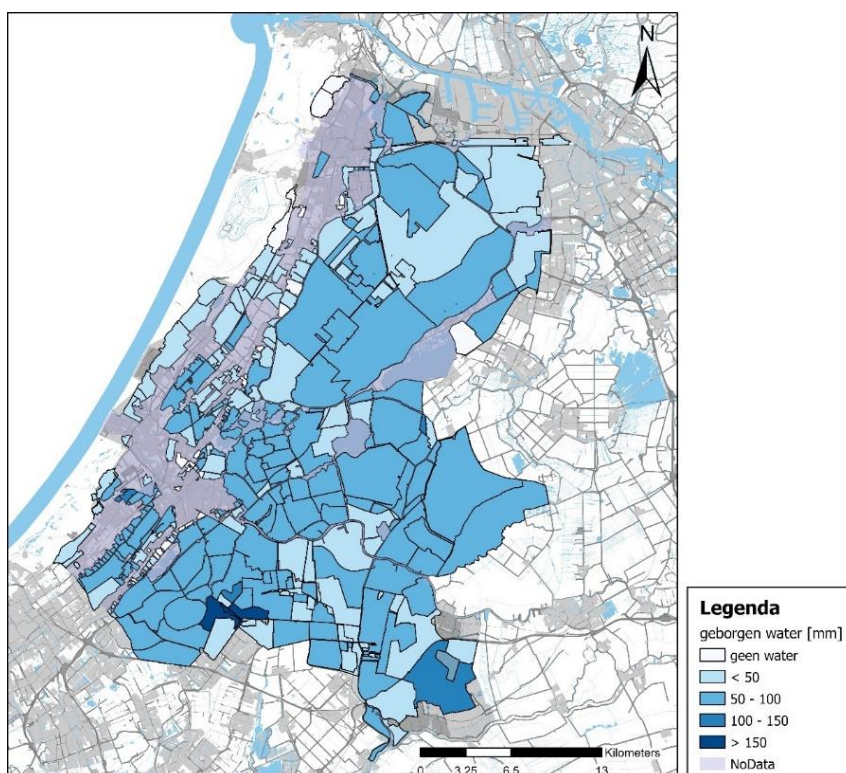 N
Kilometers
0 3.25 6.5 13
Legenda
geborgen water [mm]
geen water
< 50
50 - 100
100 - 150
> 150
NoData